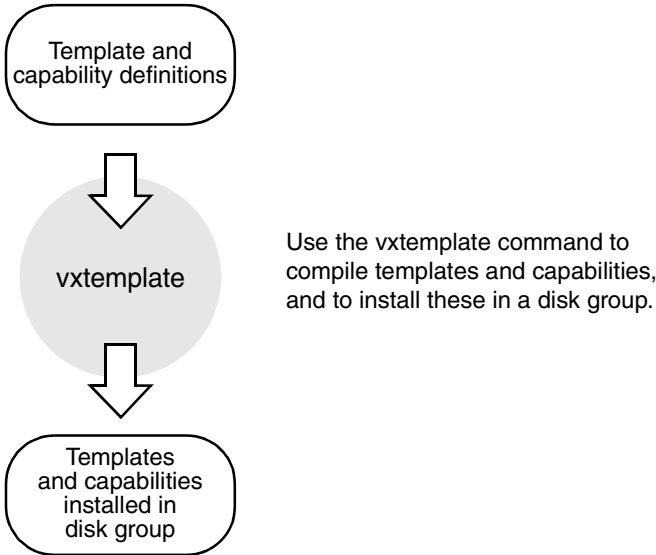 Template and
capability definitions
vxtemplate
Use the vxtemplate command to
compile templates and capabilities,
and to install these in a disk group.
Templates
and capabilities
installed in
disk group